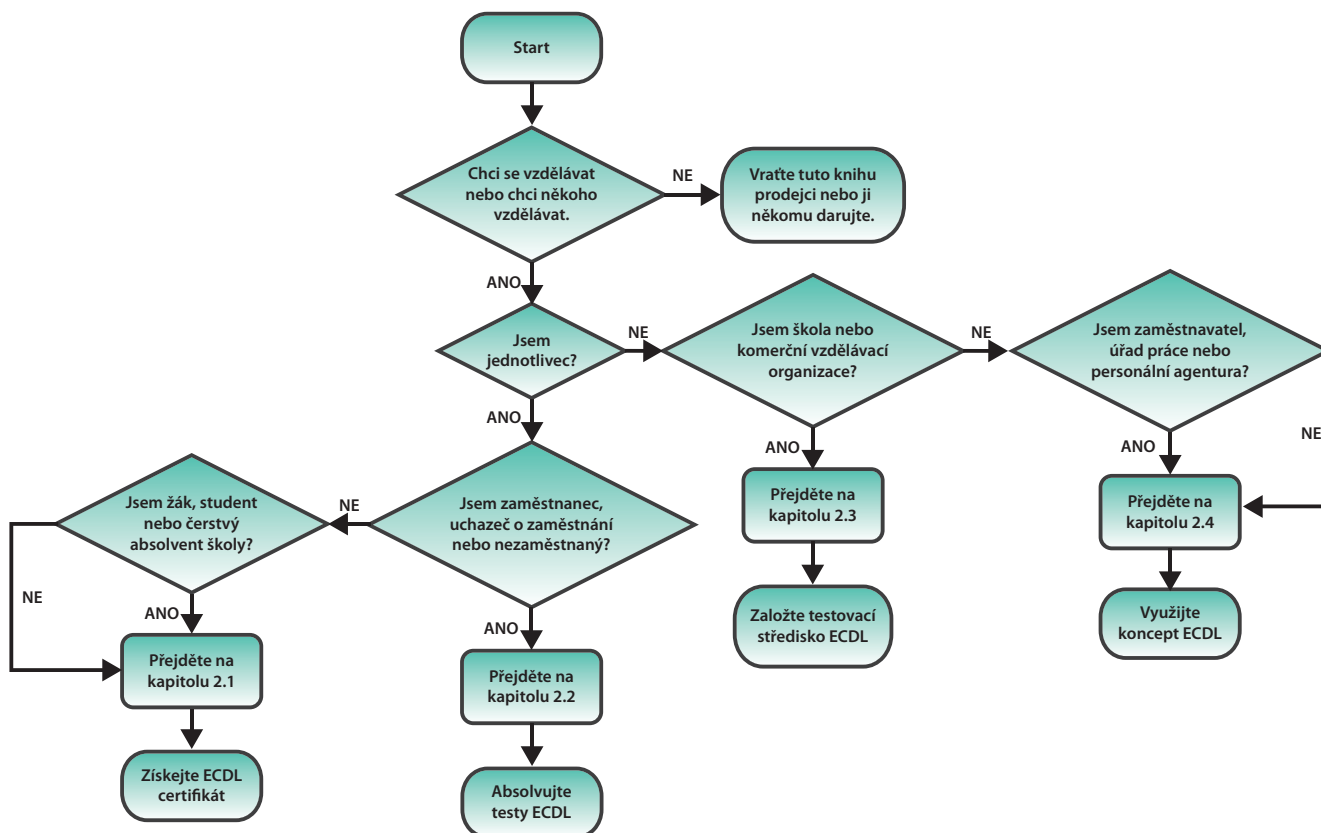 Start
Chci se vzdělávat
nebo chci někoho
vzdělávat.
NE
Vraťte tuto knihu
prodejci nebo ji
někomu darujte.
ANO
Jsem
jednotlivec?
NE
Jsem škola nebo
komerční vzdělávací
organizace?
NE
Jsem zaměstnavatel,
úřad práce nebo
personální agentura?
ANO
ANO
ANO
NE
Jsem žák, student
nebo čerstvý
absolvent školy?
NE
Jsem zaměstnanec,
uchazeč o zaměstnání
nebo nezaměstnaný?
Přejděte na
kapitolu 2.3
Přejděte na
kapitolu 2.4
NE
ANO
ANO
Založte testovací
středisko ECDL
Využijte
koncept ECDL
Přejděte na
kapitolu 2.1
Přejděte na
kapitolu 2.2
Získejte ECDL
certifikát
Absolvujte
testy ECDL